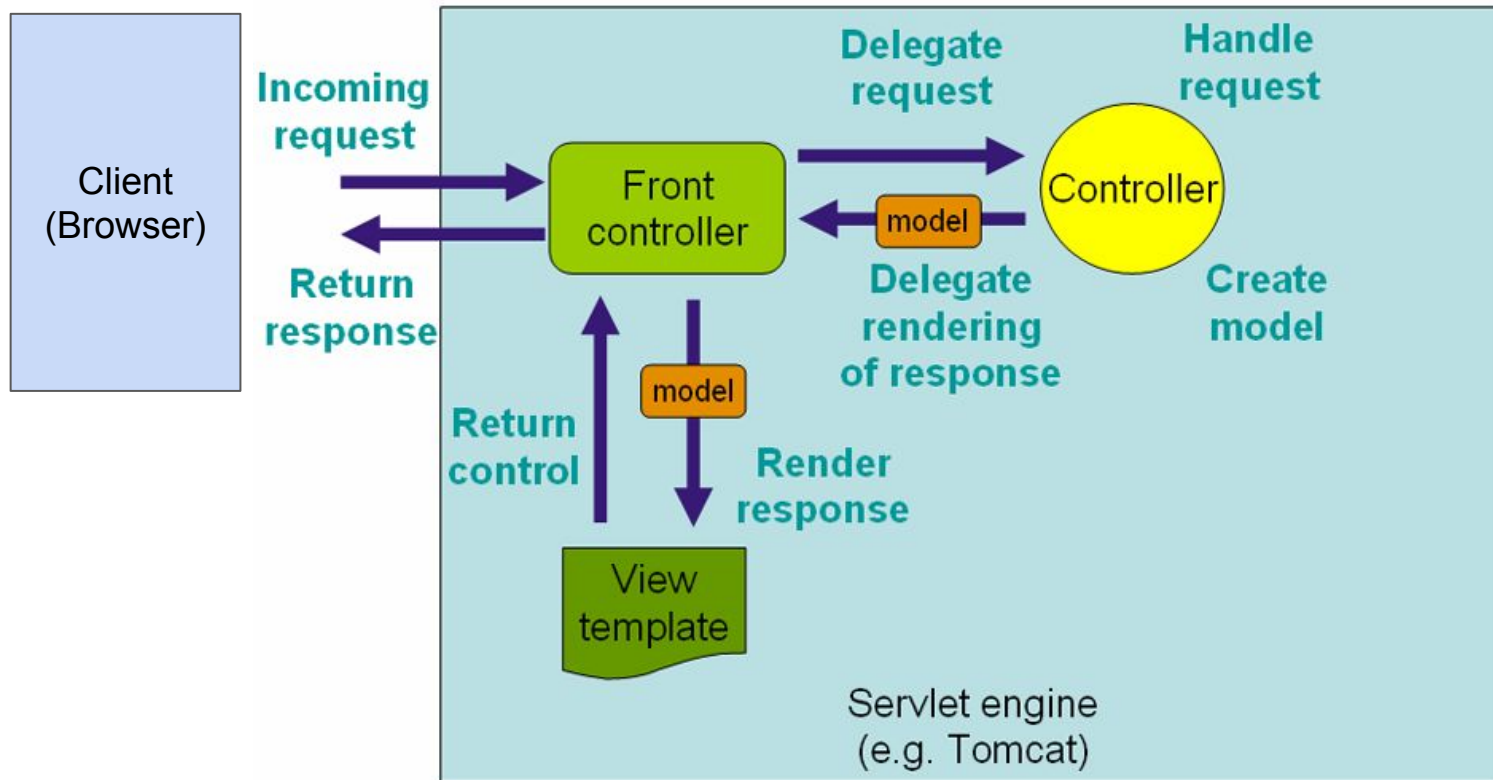 Client
(Browser)
Incoming
request
Return
response
Front
controller
Delegate
request
Handle
request
Controller
model
Delegate
rendering
of response
Create
model
Return
control
model
Render
response
View
template
Servlet engine
(e.g. Tomcat)